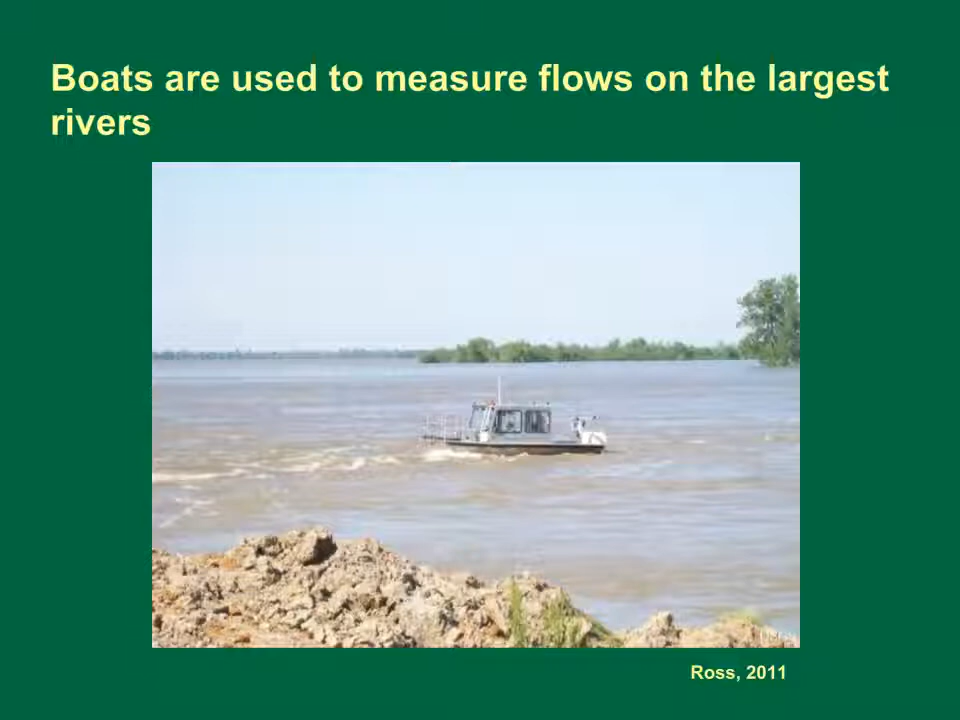 Boats are used to measure flows on the largest
rivers
Ross, 2011